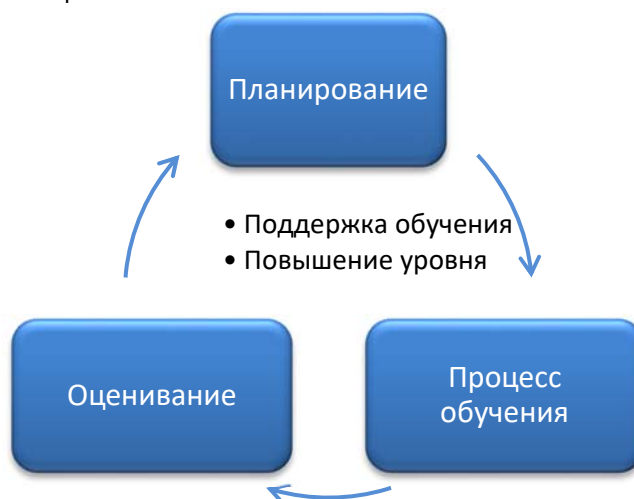 Планирование
• Поддержка обучения
• Повышение уровня
Оценивание
Процесс
обучения